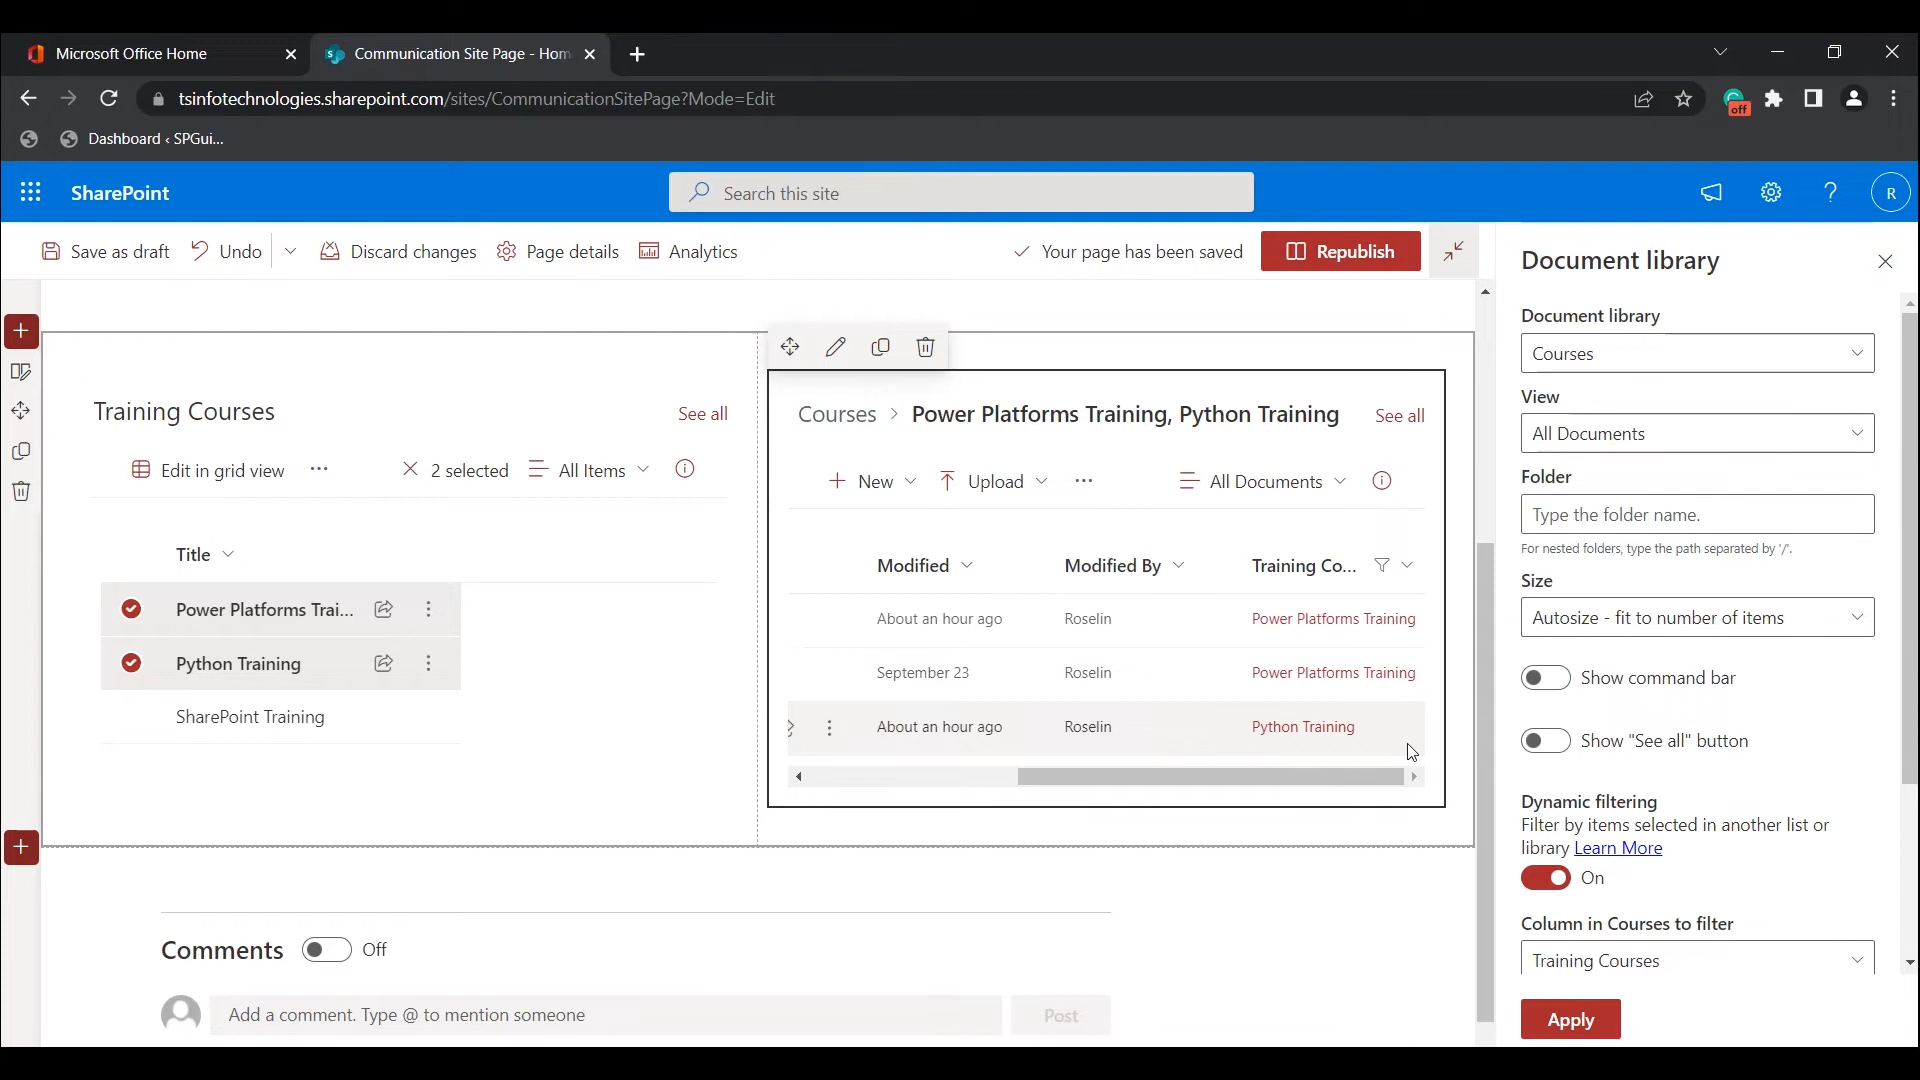 Microsoft Office Home
Communication Site Page - Hom
tsinfotechnologies.sharepoint.com/sites/CommunicationSitePage?Mode=Edit
off
Dashboard ‹ SPGui...
SharePoint
Search this site
R
Save as draft
Undo
Discard changes
Page details
Analytics
Your page has been saved
Republish
Training Courses
See all
Edit in grid view
2 selected
All Items
Title
Power Platforms Trai...
Python Training
SharePoint Training
Courses > Power Platforms Training, Python Training
See all
New
Upload
All Documents
Modified
Modified By
Training Co...
About an hour ago
Roselin
Power Platforms Training
September 23
Roselin
Power Platforms Training
About an hour ago
Roselin
Python Training
Comments
Off
Add a comment. Type @ to mention someone
Post
Document library
Document library
Courses
View
All Documents
Folder
Type the folder name.
For nested folders, type the path separated by '/'.
Size
Autosize - fit to number of items
Show command bar
Show "See all" button
Dynamic filtering
Filter by items selected in another list or
library Learn More
On
Column in Courses to filter
Training Courses
Apply